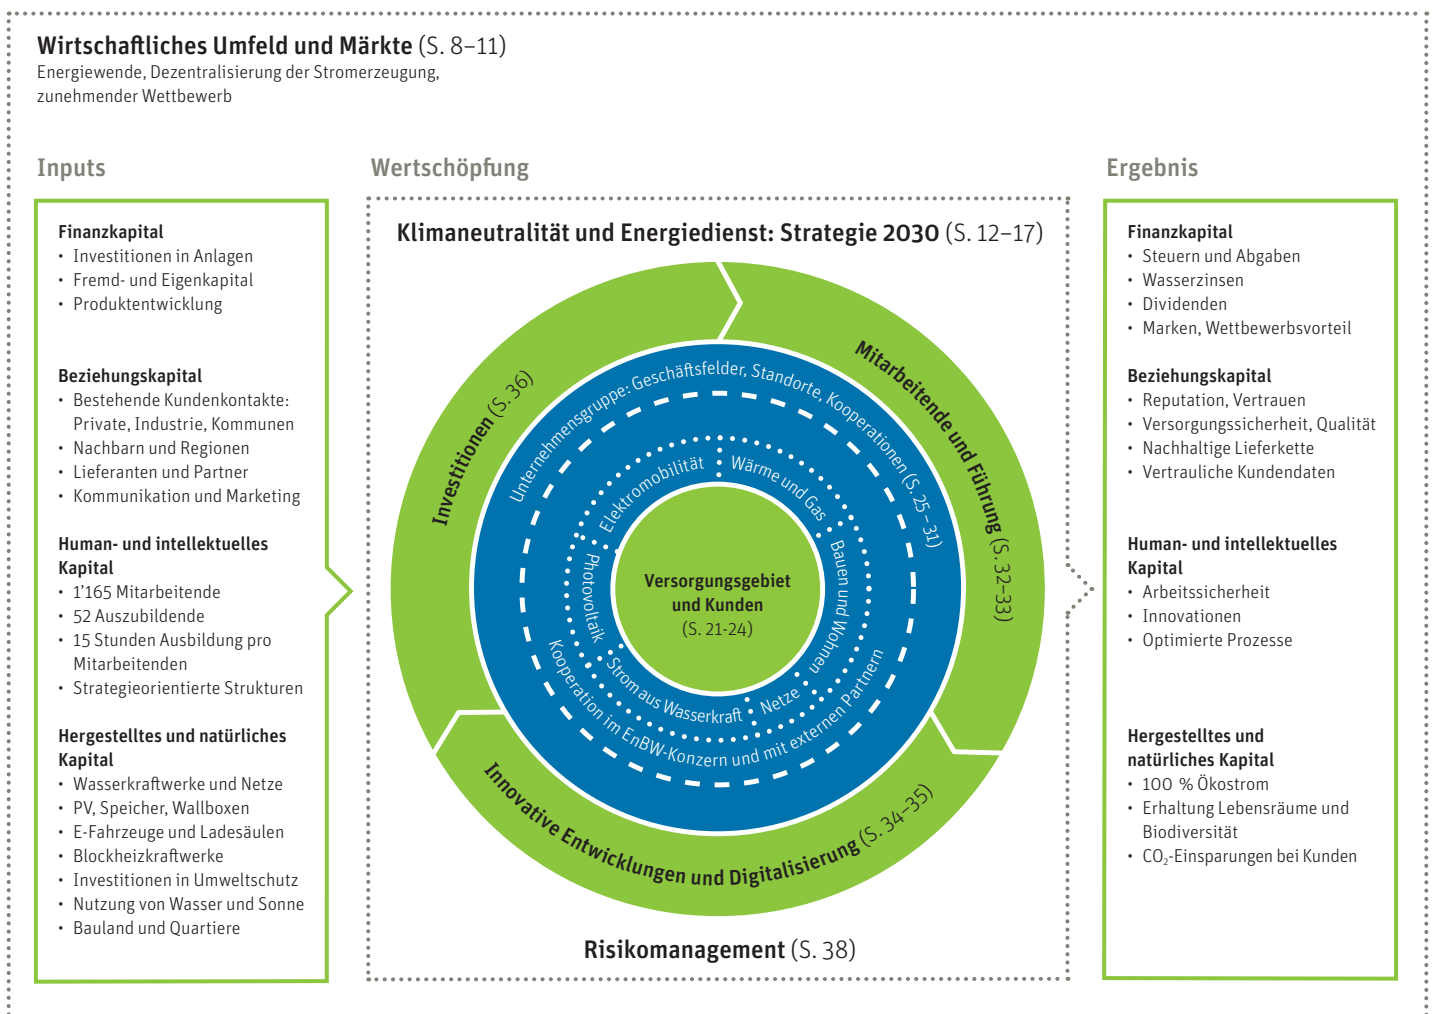 Wirtschaftliches Umfeld und Märkte (S. 8–11)
Energiewende, Dezentralisierung der Stromerzeugung,
zunehmender Wettbewerb
Inputs
Finanzkapital
• Investitionen in Anlagen
• Fremd- und Eigenkapital
• Produktentwicklung
Beziehungskapital
• Bestehende Kundenkontakte:
Private, Industrie, Kommunen
• Nachbarn und Regionen
• Lieferanten und Partner
• Kommunikation und Marketing
Human- und intellektuelles
Kapital
• 1'165 Mitarbeitende
• 52 Auszubildende
• 15 Stunden Ausbildung pro
Mitarbeitenden
• Strategieorientierte Strukturen
Hergestelltes und natürliches
Kapital
• Wasserkraftwerke und Netze
• PV, Speicher, Wallboxen
• E-Fahrzeuge und Ladesäulen
• Blockheizkraftwerke
• Investitionen in Umweltschutz
• Nutzung von Wasser und Sonne
• Bauland und Quartiere
Wertschöpfung
Klimaneutralität und Energiedienst: Strategie 2030 (S. 12–17)
Investitionen (S. 36)
Mitarbeitende und Führung (S. 32–33)
Innovative Entwicklungen und Digitalisierung (S. 34–35)
Unternehmensgruppe: Geschäftsfelder, Standorte, Kooperationen (S. 25–31)
Kooperation im EnBW-Konzern und mit externen Partnern
Elektromobilität
Wärme und Gas
Bauen und Wohnen
Netze
Strom aus Wasserkraft
Photovoltaik
Versorgungsgebiet
und Kunden
(S. 21-24)
Risikomanagement (S. 38)
Ergebnis
Finanzkapital
• Steuern und Abgaben
• Wasserzinsen
• Dividenden
• Marken, Wettbewerbsvorteil
Beziehungskapital
• Reputation, Vertrauen
• Versorgungssicherheit, Qualität
• Nachhaltige Lieferkette
• Vertrauliche Kundendaten
Human- und intellektuelles
Kapital
• Arbeitssicherheit
• Innovationen
• Optimierte Prozesse
Hergestelltes und
natürliches Kapital
• 100 % Ökostrom
• Erhaltung Lebensräume und
Biodiversität
• CO₂-Einsparungen bei Kunden